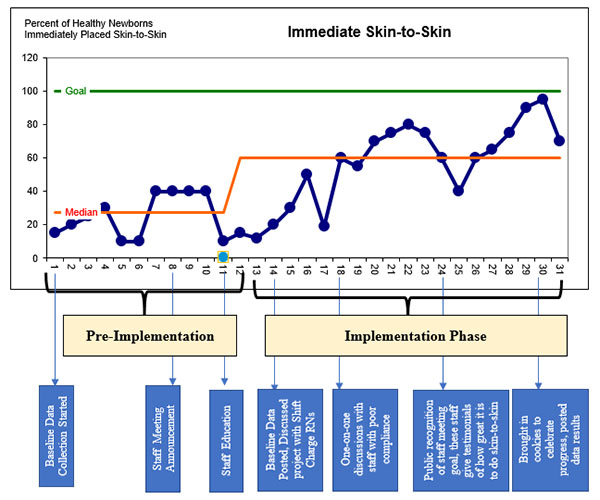 Percent of Healthy Newborns
Immediately Placed Skin-to-Skin
Immediate Skin-to-Skin
120
100
80
60
40
20
0
Goal
Median
1 2 3 4 5 6 7 8 9 10 11 12 13 14 15 16 17 18 19 20 21 22 23 24 25 26 27 28 29 30 31
Pre-Implementation
Implementation Phase
Baseline Data
Collection Started
Staff Meeting
Announcement
Staff Education
Baseline Data
Posted, Discussed
project with Shift
Charge RNs
One-on-one
discussions with
staff with poor
compliance
Public recognition
of staff meeting
goal, these staff
give testimonials
of how great it is
to do skin-to-skin
Brought in
cookies to
celebrate
progress, posted
data results